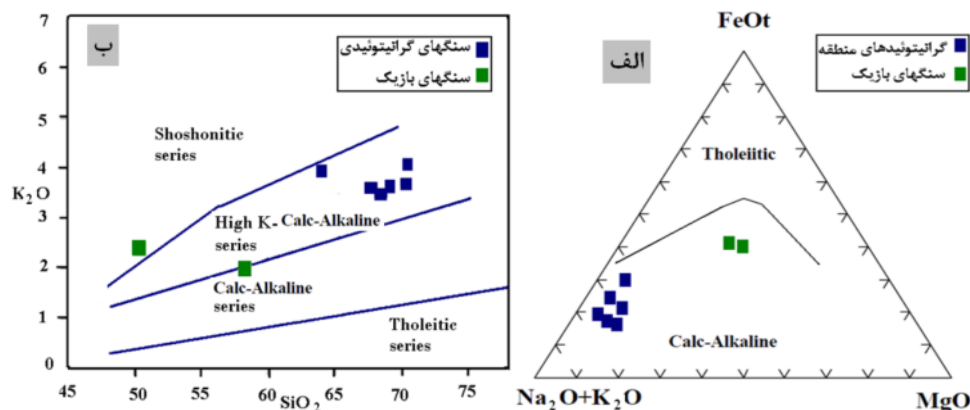 ب
سنگهای گرانیتوئیدی
سنگهای بازیک
7
6
5
4
3
2
1
0
K2O
Shoshonitic
series
High K- Calc-Alkaline
series
Calc-Alkaline
series
Tholeitic
series
45 50 55 60 65 70 75
SiO2
الف
FeOt
گرانیتوئیدهای منطقه
سنگهای بازیک
Tholeiitic
Calc-Alkaline
Na2O+K2O
MgO